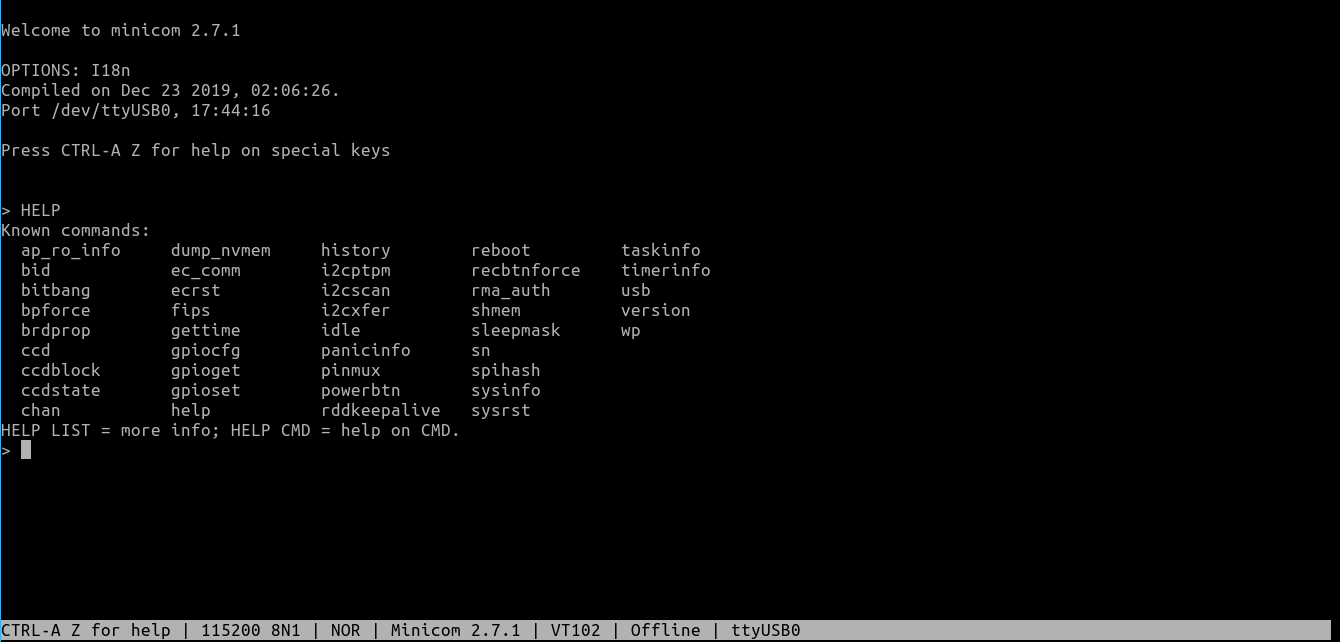 Welcome to minicom 2.7.1
OPTIONS: I18n
Compiled on Dec 23 2019, 02:06:26.
Port /dev/ttyUSB0, 17:44:16
Press CTRL-A Z for help on special keys
> HELP
Known commands:
ap_ro_info dump_nvmem history reboot taskinfo
bid ec_comm i2cptpm recbtnforce timerinfo
bitbang ecrst i2cscan rma_auth usb
bpforce fips i2cxfer shmem version
brdprop gettime idle sleepmask wp
ccd gpiocfg panicinfo sn
ccdblock gpioget pinmux spihash
ccdstate gpioset powerbtn sysinfo
chan help rddkeepalive sysrst
HELP LIST = more info; HELP CMD = help on CMD.
>
CTRL-A Z for help | 115200 8N1 | NOR | Minicom 2.7.1 | VT102 | Offline | ttyUSB0